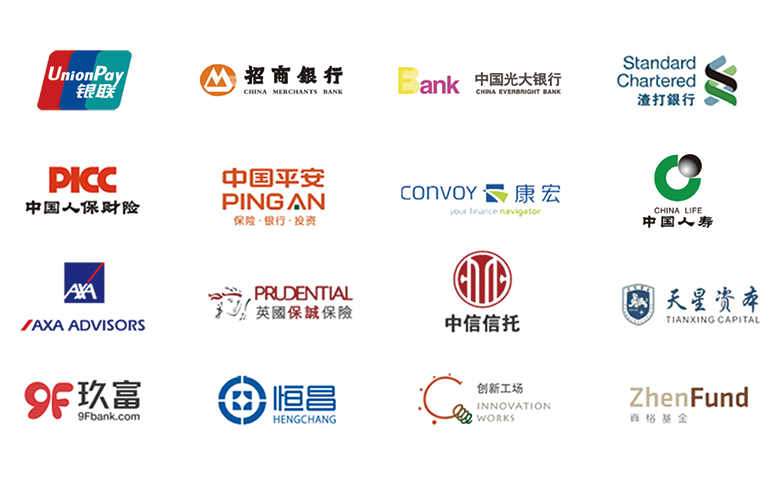 UnionPay
银联
招商銀行
CHINA MERCHANTS BANK
Bank
中国光大银行
CHINA EVERBRIGHT BANK
Standard
Chartered
渣打銀行
PICC
中国人保财险
中国平安
PING AN
保险·银行·投资
CONVOY 康宏
your finance navigator
CHINA LIFE
中国人寿
AXA
AXA ADVISORS
PRUDENTIAL
英國保誠保險
中信信托
天星资本
TIANXING CAPITAL
9F 玖富
9Fbank.com
恒昌
HENGCHANG
创新工场
INNOVATION
WORKS
ZhenFund
真格基金